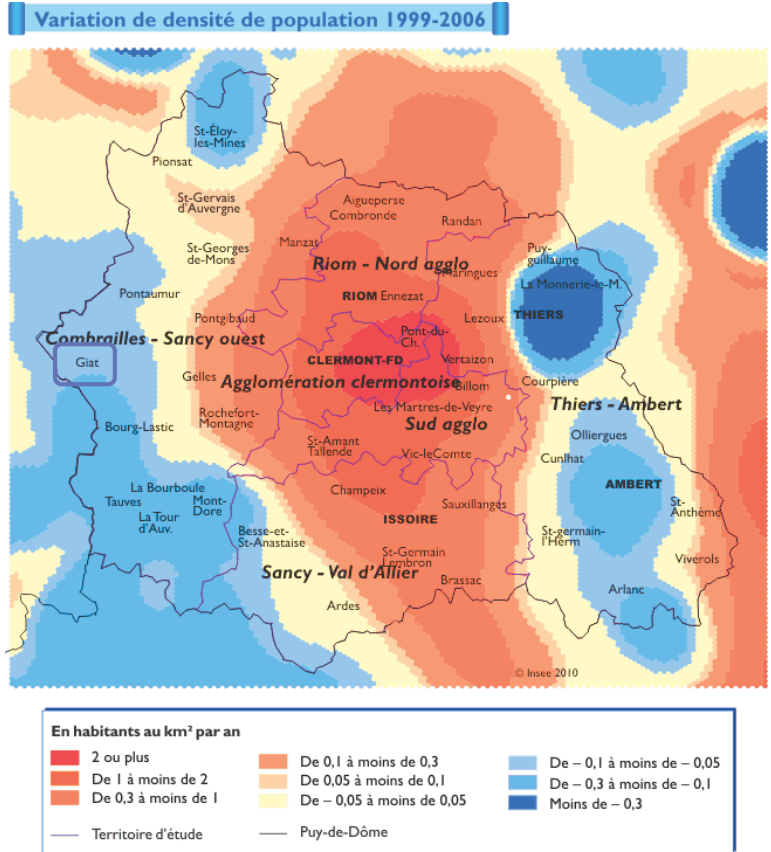 Variation de densité de population 1999-2006
St-Éloy-
les-Mines
Pionsat
St-Gervais
d'Auvergne
Aigueperse
Combronde
Randan
St-Georges
de-Mons
Manzat
Puy-
guillaume
Riom - Nord agglo
Maringues
La Monnerie-le-M.
Pontaumur
RIOM Ennezat
Pontgibaud
Lezoux
THIERS
Pont-du-
Ch.
Combrailles - Sancy ouest
Giat
CLERMONT-FD
Vertaizon
Gelles
Agglomération clermontoise
Billom
Courpière
Les Martres-de-Veyre
Thiers - Ambert
Rochefort-
Montagne
Sud agglo
Bourg-Lastic
Olliergues
St-Amant
Tallende
Vic-leComte
Cunlhat
La Bourboule
Champeix
AMBERT
Tauves
Mont-
Dore
Sauxillanges
St-
Anthème
La Tour
d'Auv.
ISSOIRE
Besse-et-
St-Anastaise
St-germain-
l'Herm
St-Germain
Lembron
Viverols
Sancy - Val d'Allier
Brassac
Arlanc
Ardes
© Insee 2010
En habitants au km² par an
2 ou plus
De 1 à moins de 2
De 0,3 à moins de 1
De 0,1 à moins de 0,3
De 0,05 à moins de 0,1
De – 0,05 à moins de 0,05
De – 0,1 à moins de – 0,05
De – 0,3 à moins de – 0,1
Moins de – 0,3
Territoire d'étude
Puy-de-Dôme